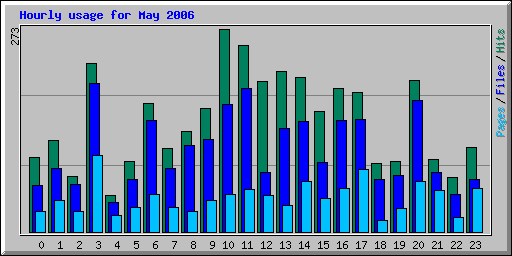 Hourly usage for May 2006
273
Pages / Files / Hits
0 1 2 3 4 5 6 7 8 9 10 11 12 13 14 15 16 17 18 19 20 21 22 23